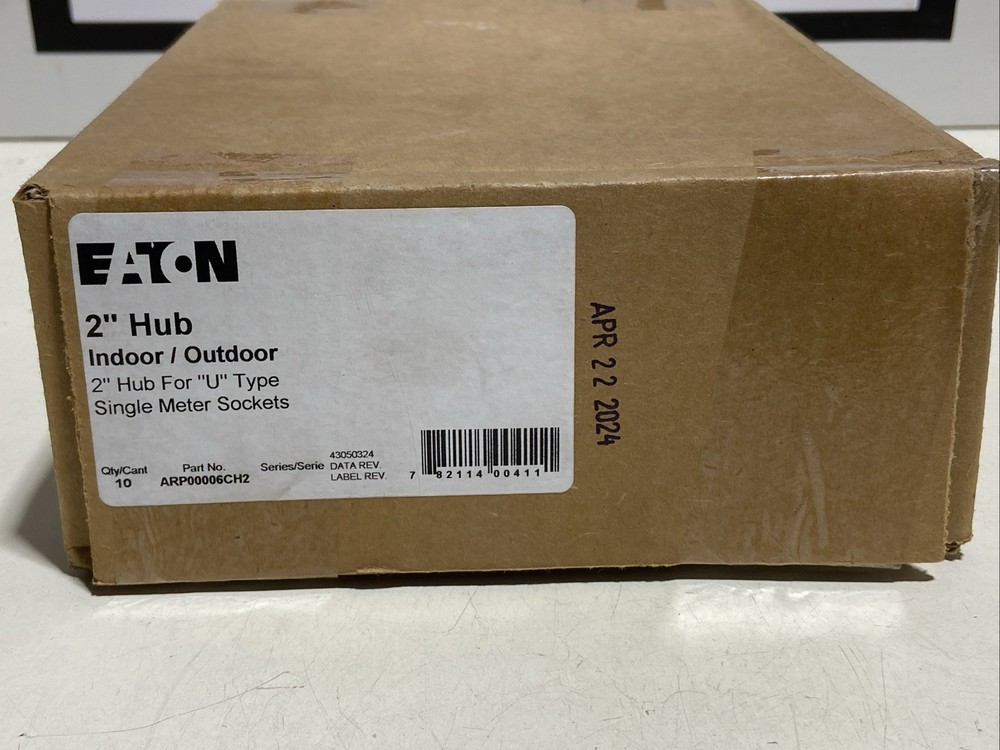 EATON
2" Hub
Indoor / Outdoor
2" Hub For "U" Type
Single Meter Sockets
Qty/Cant
10
Part No.
ARP00006CH2
Series/Serie
43050324
DATA REV.
LABEL REV.
7 82114 00411
APR 22 2024